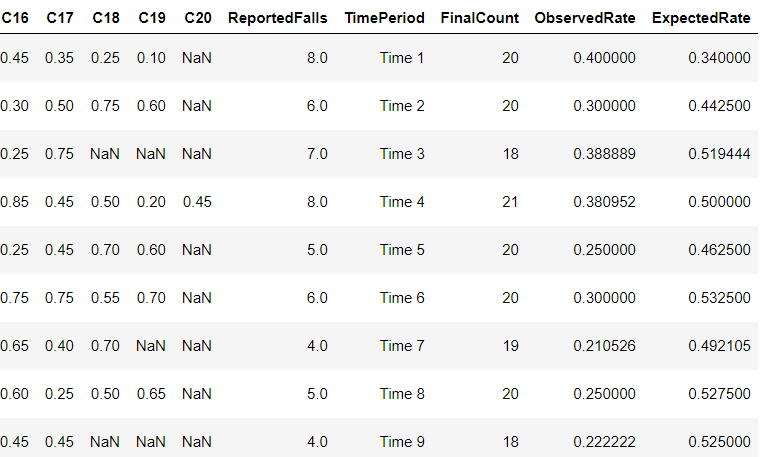 C16 C17 C18 C19 C20 ReportedFalls TimePeriod FinalCount ObservedRate ExpectedRate
0.45 0.35 0.25 0.10 NaN 8.0 Time 1 20 0.400000 0.340000
0.30 0.50 0.75 0.60 NaN 6.0 Time 2 20 0.300000 0.442500
0.25 0.75 NaN NaN NaN 7.0 Time 3 18 0.388889 0.519444
0.85 0.45 0.50 0.20 0.45 8.0 Time 4 21 0.380952 0.500000
0.25 0.45 0.70 0.60 NaN 5.0 Time 5 20 0.250000 0.462500
0.75 0.75 0.55 0.70 NaN 6.0 Time 6 20 0.300000 0.532500
0.65 0.40 0.70 NaN NaN 4.0 Time 7 19 0.210526 0.492105
0.60 0.25 0.50 0.65 NaN 5.0 Time 8 20 0.250000 0.527500
0.45 0.45 NaN NaN NaN 4.0 Time 9 18 0.222222 0.525000